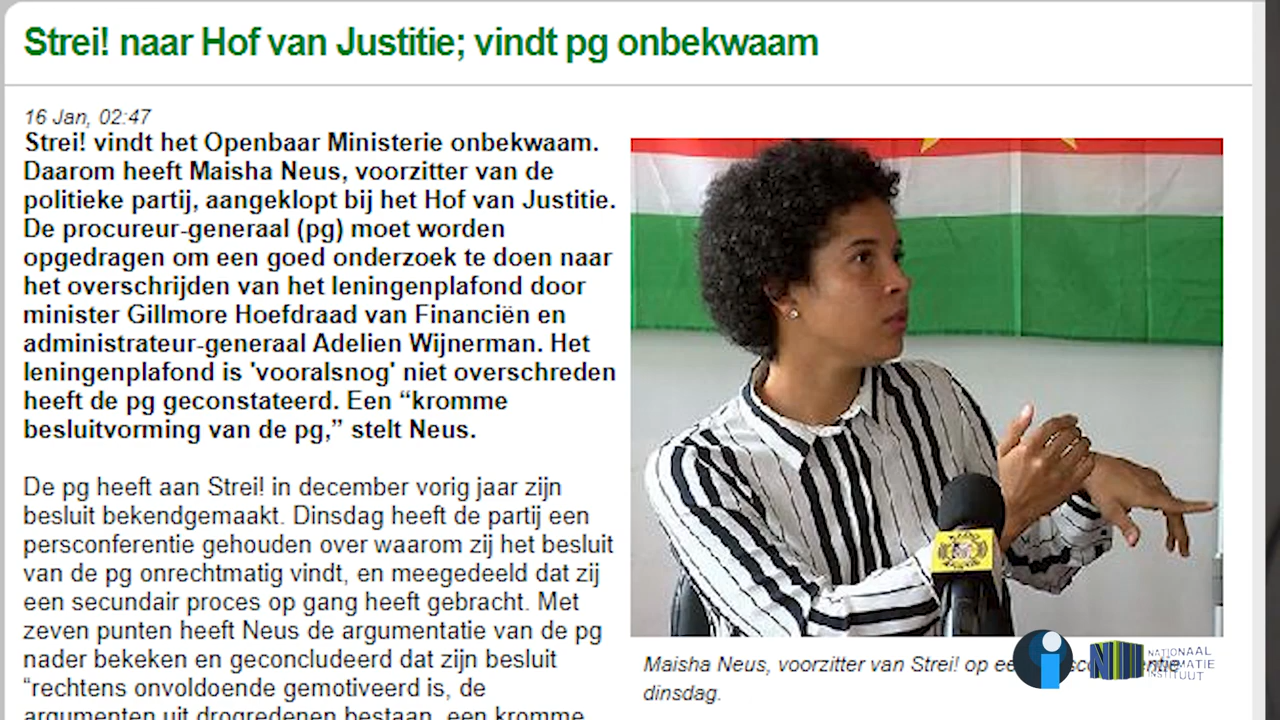 Strei! naar Hof van Justitie; vindt pg onbekwaam
16 Jan, 02:47
Strei! vindt het Openbaar Ministerie onbekwaam.
Daarom heeft Maisha Neus, voorzitter van de
politieke partij, aangeklopt bij het Hof van Justitie.
De procureur-generaal (pg) moet worden
opgedragen om een goed onderzoek te doen naar
het overschrijden van het leningenplafond door
minister Gillmore Hoefdraad van Financiën en
administrateur-generaal Adelien Wijnerman. Het
leningenplafond is 'vooralsnog' niet overschreden
heeft de pg geconstateerd. Een “kromme
besluitvorming van de pg,” stelt Neus.
De pg heeft aan Strei! in december vorig jaar zijn
besluit bekendgemaakt. Dinsdag heeft de partij een
persconferentie gehouden over waarom zij het besluit
van de pg onrechtmatig vindt, en meegedeeld dat zij
een secundair proces op gang heeft gebracht. Met
zeven punten heeft Neus de argumentatie van de pg
nader bekeken en geconcludeerd dat zijn besluit
“rechtens onvoldoende gemotiveerd is, de
argumenten uit drogredenen bestaan, een kromme
Maisha Neus, voorzitter van Strei! op
dinsdag.
NATIONAAL
INFORMATIE
INSTITUUT